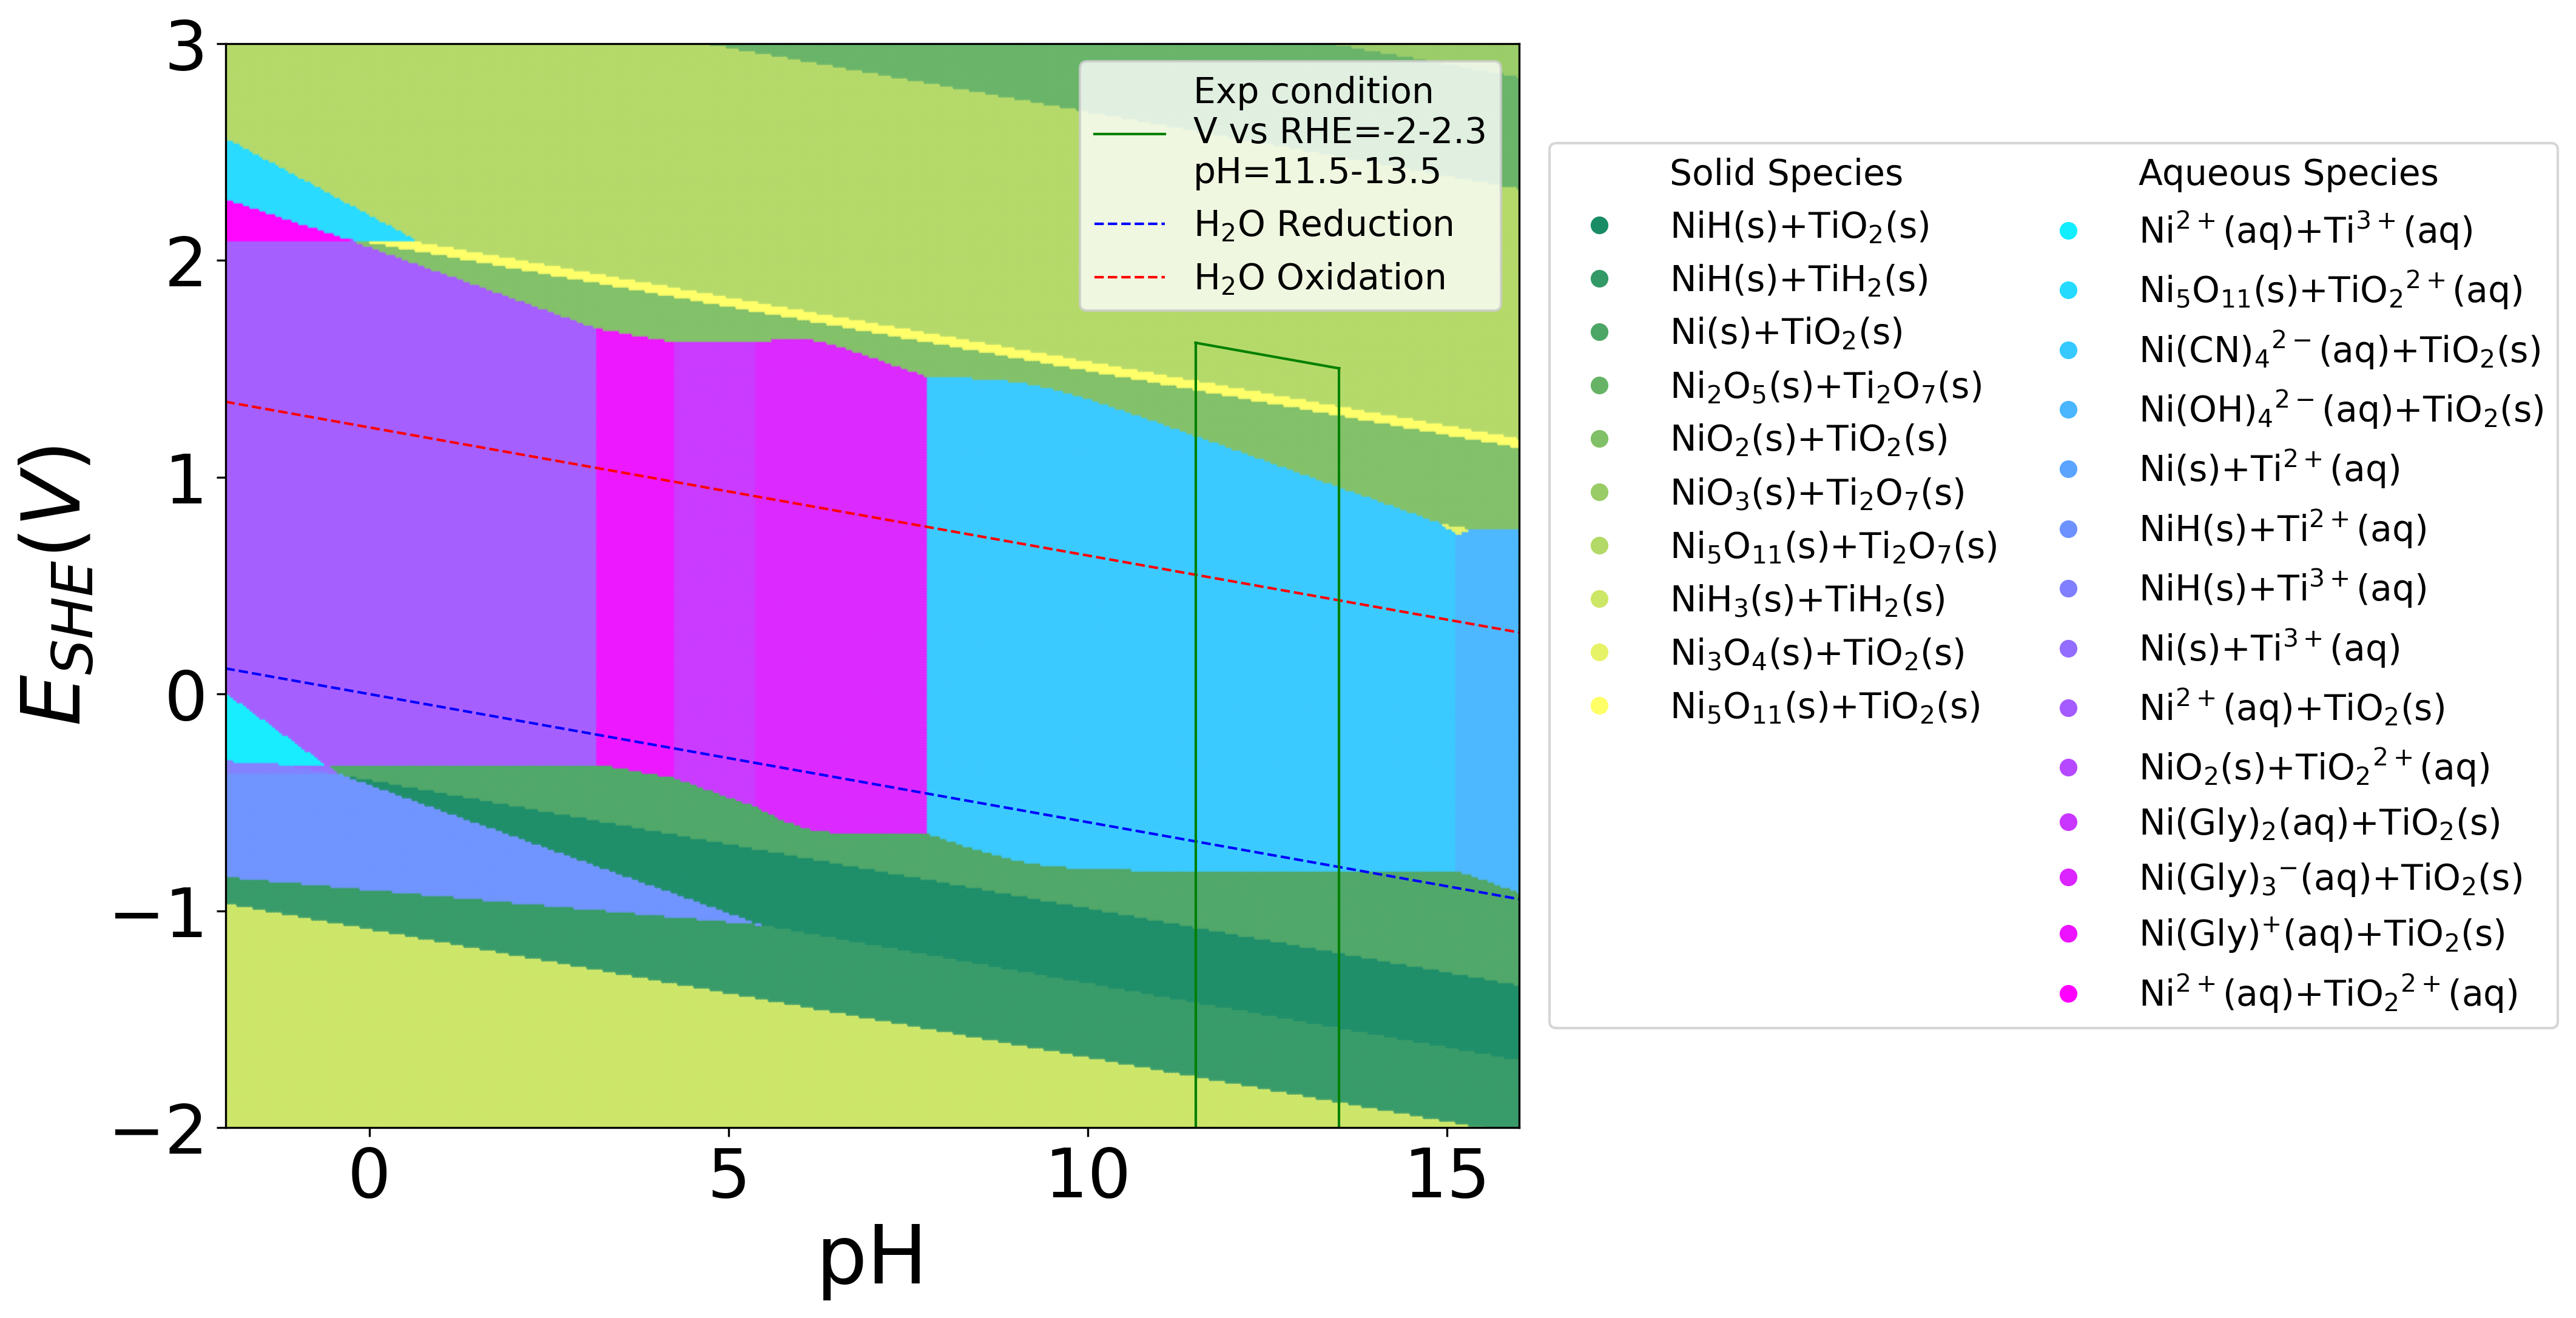 3
2
1
0
−1
−2
E_{SHE}(V)
0
5
10
15
pH
Exp condition
V vs RHE=-2-2.3
pH=11.5-13.5
H₂O Reduction
H₂O Oxidation
Solid Species
NiH(s)+TiO₂(s)
NiH(s)+TiH₂(s)
Ni(s)+TiO₂(s)
Ni₂O₅(s)+Ti₂O₇(s)
NiO₂(s)+TiO₂(s)
NiO₃(s)+Ti₂O₇(s)
Ni₅O₁₁(s)+Ti₂O₇(s)
NiH₃(s)+TiH₂(s)
Ni₃O₄(s)+TiO₂(s)
Ni₅O₁₁(s)+TiO₂(s)
Aqueous Species
Ni²⁺(aq)+Ti³⁺(aq)
Ni₅O₁₁(s)+TiO₂²⁺(aq)
Ni(CN)₄²⁻(aq)+TiO₂(s)
Ni(OH)₄²⁻(aq)+TiO₂(s)
Ni(s)+Ti²⁺(aq)
NiH(s)+Ti²⁺(aq)
NiH(s)+Ti³⁺(aq)
Ni(s)+Ti³⁺(aq)
Ni²⁺(aq)+TiO₂(s)
NiO₂(s)+TiO₂²⁺(aq)
Ni(Gly)₂(aq)+TiO₂(s)
Ni(Gly)₃⁻(aq)+TiO₂(s)
Ni(Gly)⁺(aq)+TiO₂(s)
Ni²⁺(aq)+TiO₂²⁺(aq)